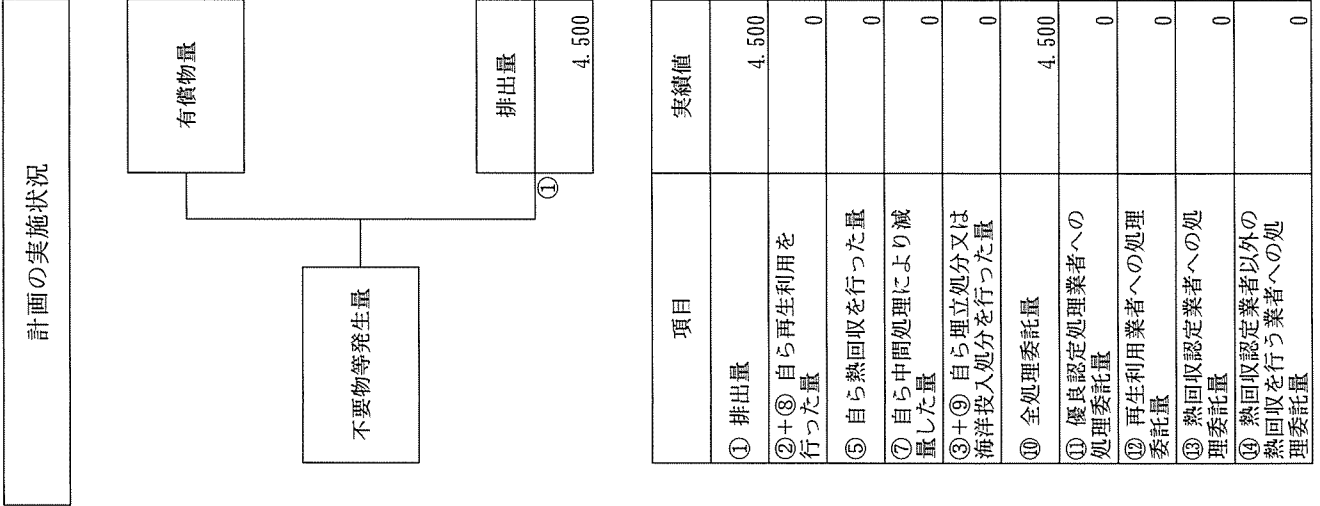 計画の実施状況
有償物量
不要物等発生量
排出量
①
4.500
項目
実績値
① 排出量
4.500
②+⑧ 自ら再生利用を
行った量
0
⑤ 自ら熱回収を行った量
0
⑦ 自ら中間処理により減
量した量
0
③+⑨ 自ら埋立処分又は
海洋投入処分を行った量
0
⑩ 全処理委託量
4.500
⑪ 優良認定処理業者への
処理委託量
0
⑫ 再生利用業者への処理
委託量
0
⑬ 熱回収認定業者への処
理委託量
0
⑭ 熱回収認定業者以外の
熱回収を行う業者への処
理委託量
0